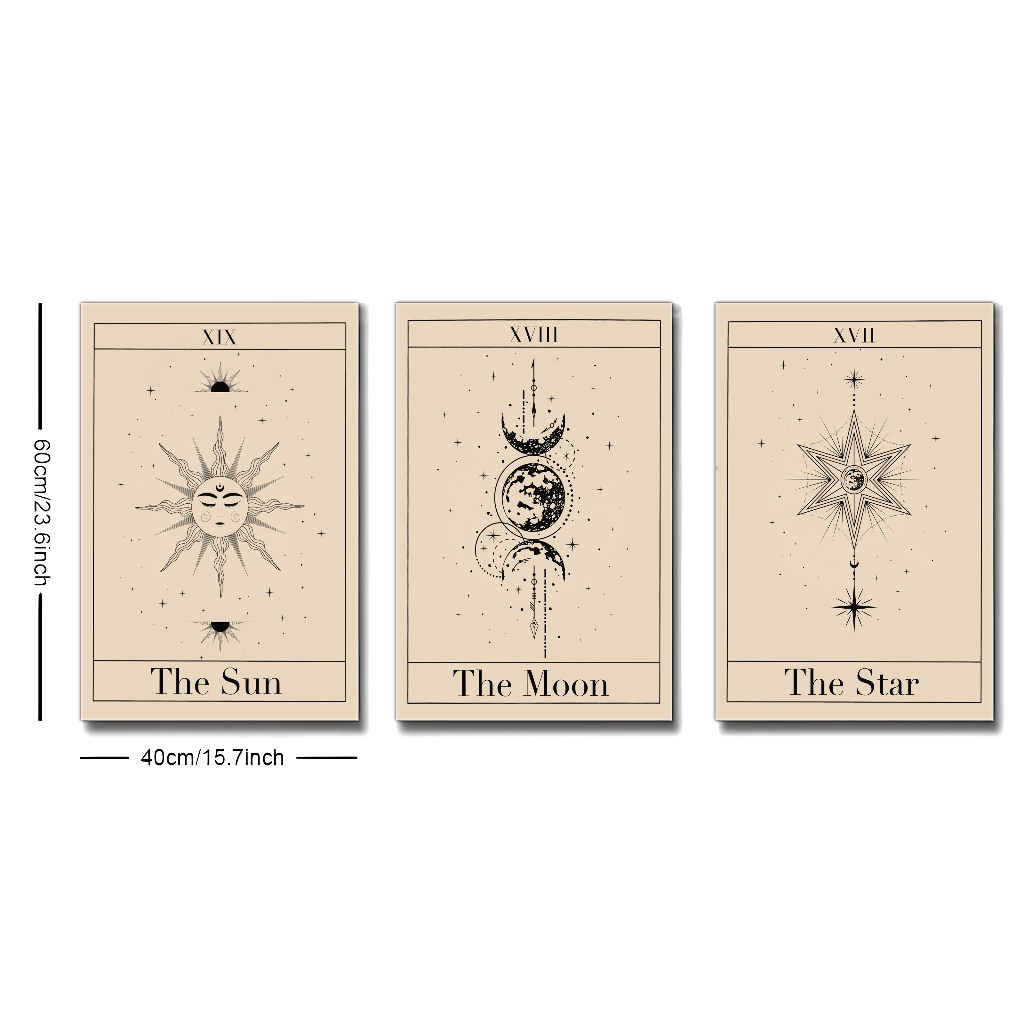 XIX
The Sun
XVIII
The Moon
XVII
The Star
60cm/23.6inch
40cm/15.7inch